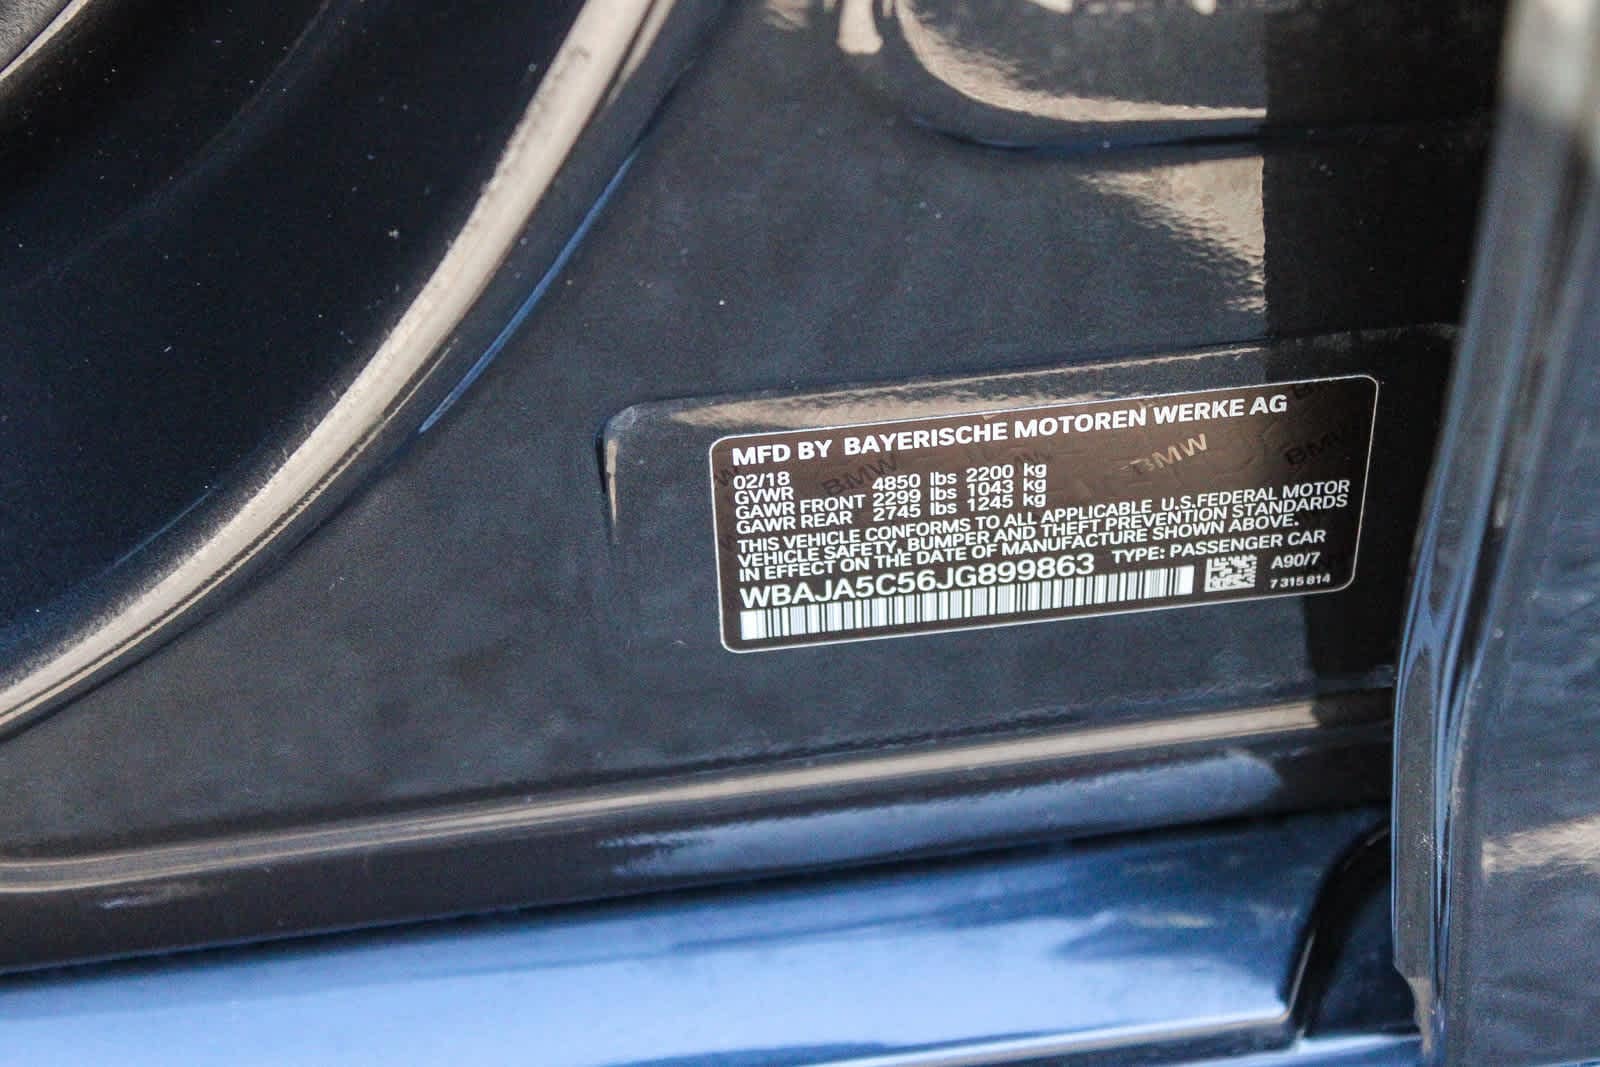 MFD BY BAYERISCHE MOTOREN WERKE AG
02/18
GVWR 4850 lbs 2200 kg
GAWR FRONT 2299 lbs 1043 kg
GAWR REAR 2745 lbs 1245 kg
THIS VEHICLE CONFORMS TO ALL APPLICABLE U.S.FEDERAL MOTOR
VEHICLE SAFETY, BUMPER AND THEFT PREVENTION STANDARDS
IN EFFECT ON THE DATE OF MANUFACTURE SHOWN ABOVE.
WBAJA5C56JG899863 TYPE: PASSENGER CAR
A90/7
7 315 814
BMW
BMW
BMW